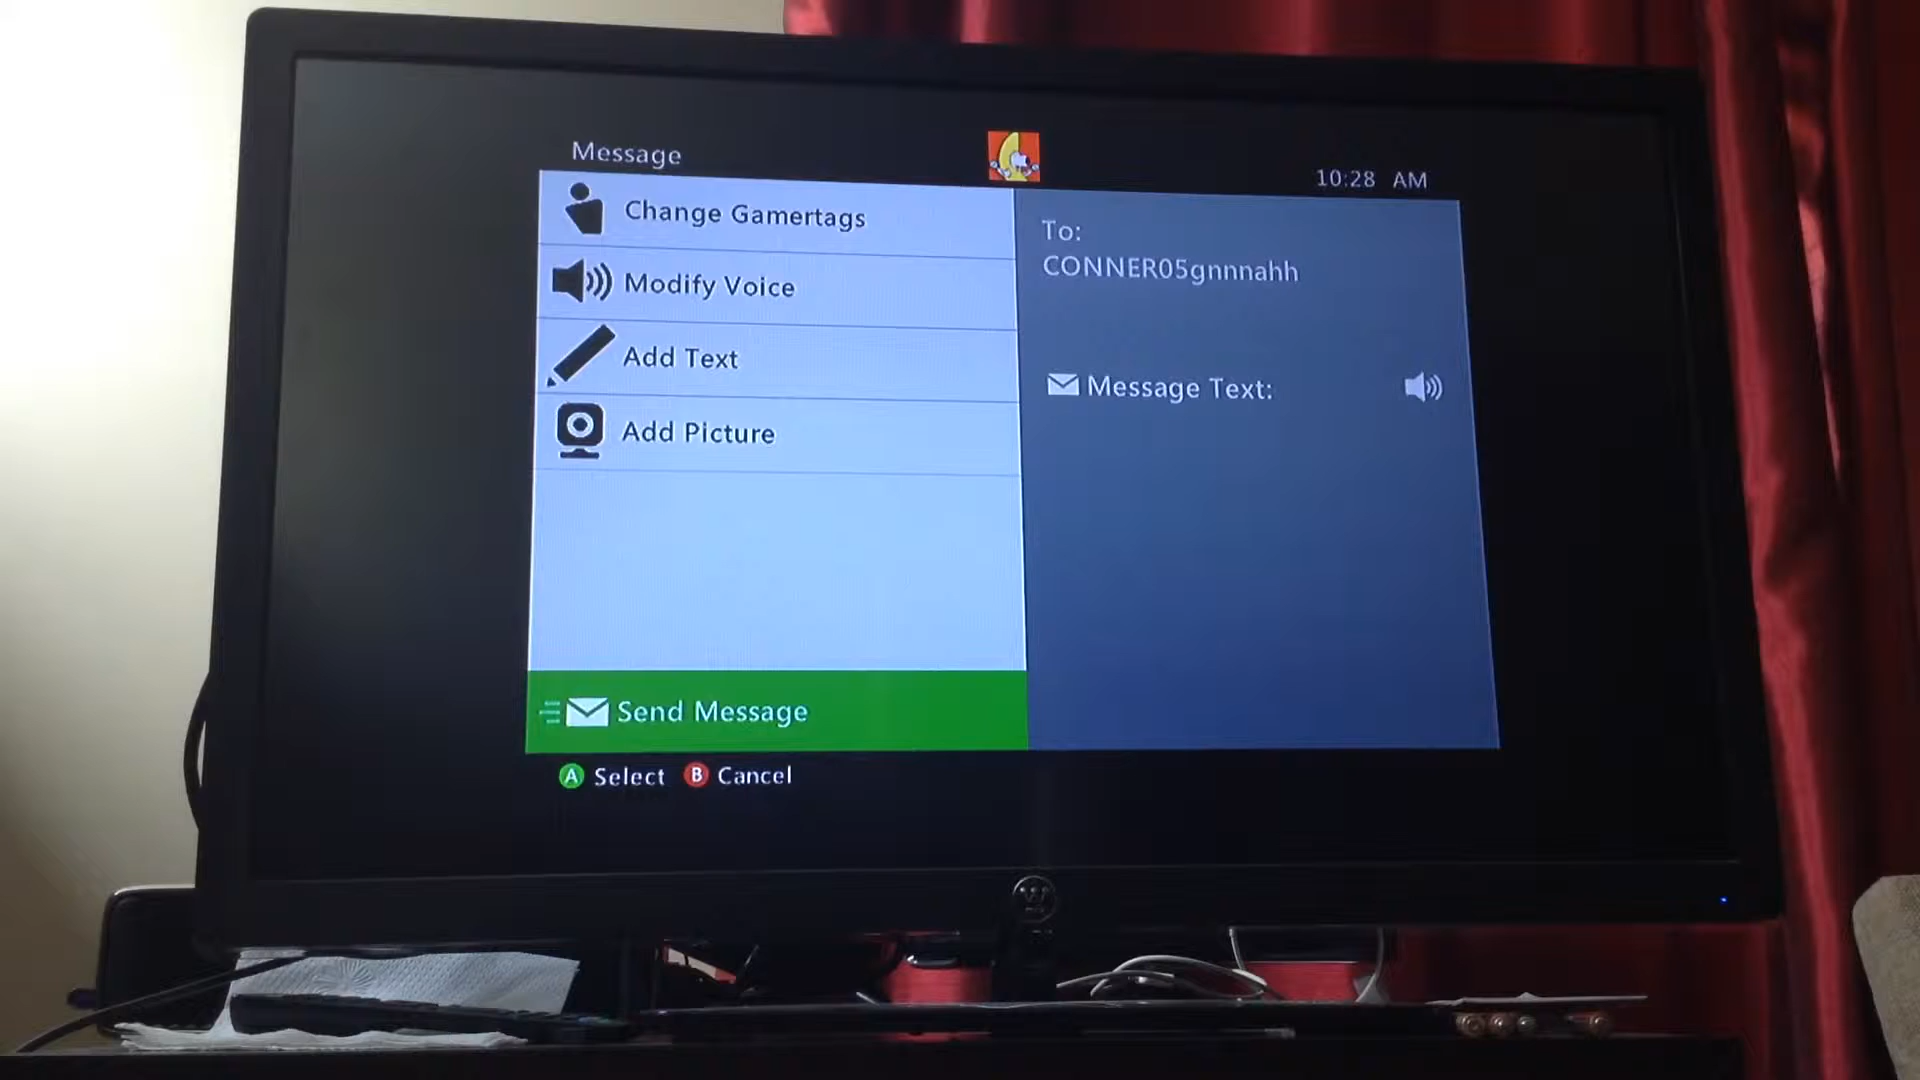 Message
10:28 AM
Change Gamertags
Modify Voice
Add Text
Add Picture
Send Message
To:
CONNER05gnnnahh
Message Text:
A Select B Cancel